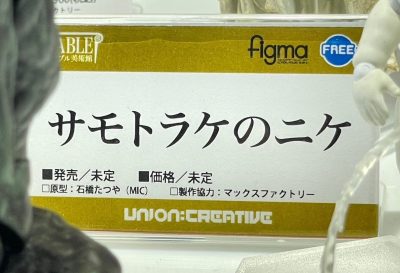 ABLE
ブル美術館
figma
FREEing
サモトラケのニケ
■発売／未定 ■価格／未定
□原型：石橋たつや（MIC） □製作協力：マックスファクトリー
UNION:CREATIVE